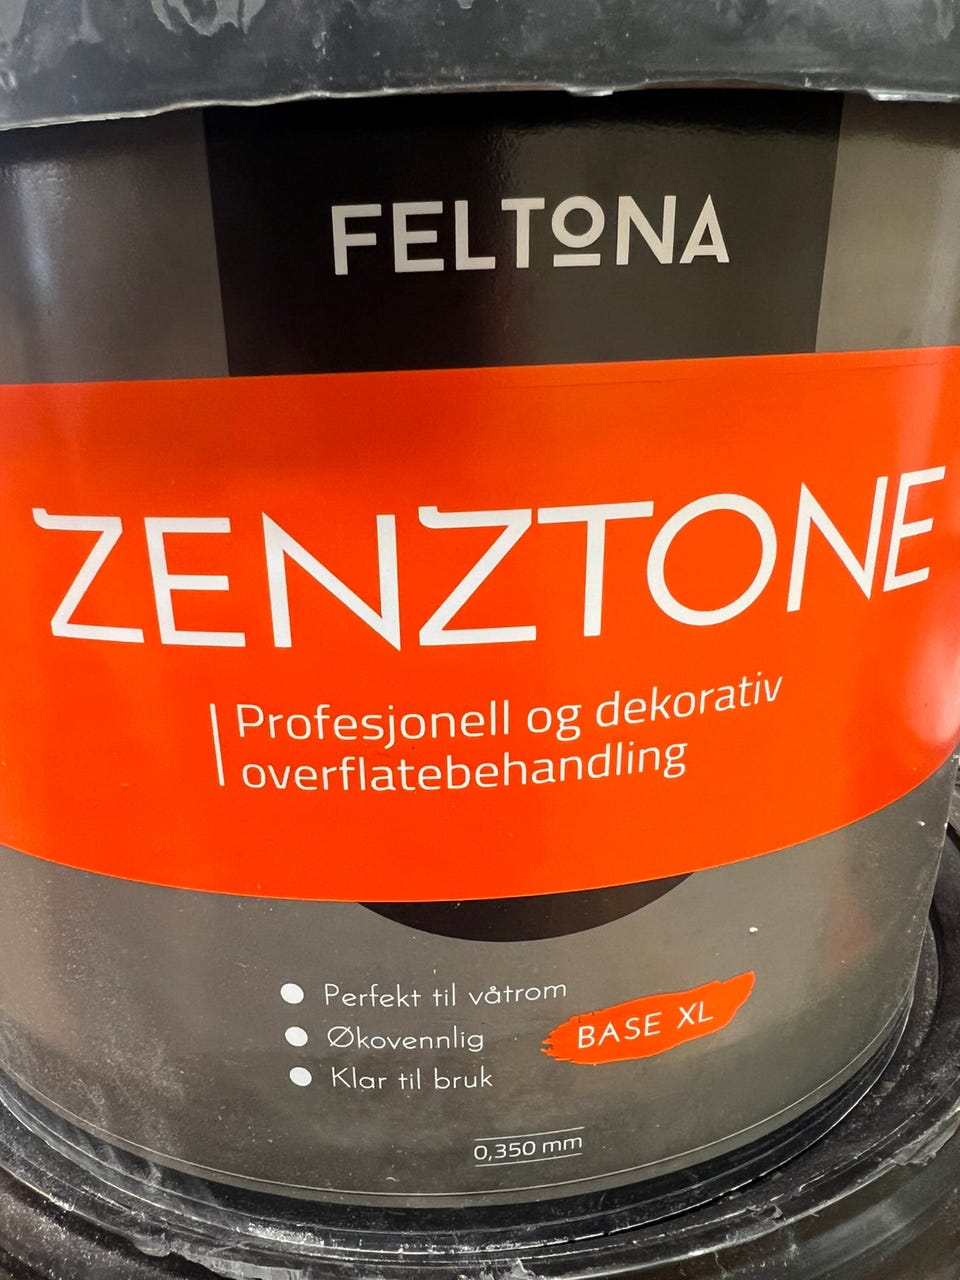 FELTONA
ZENZTONE
Profesjonell og dekorativ
overflatebehandling
Perfekt til våtrom
Økovennlig
Klar til bruk
BASE XL
0,350 mm